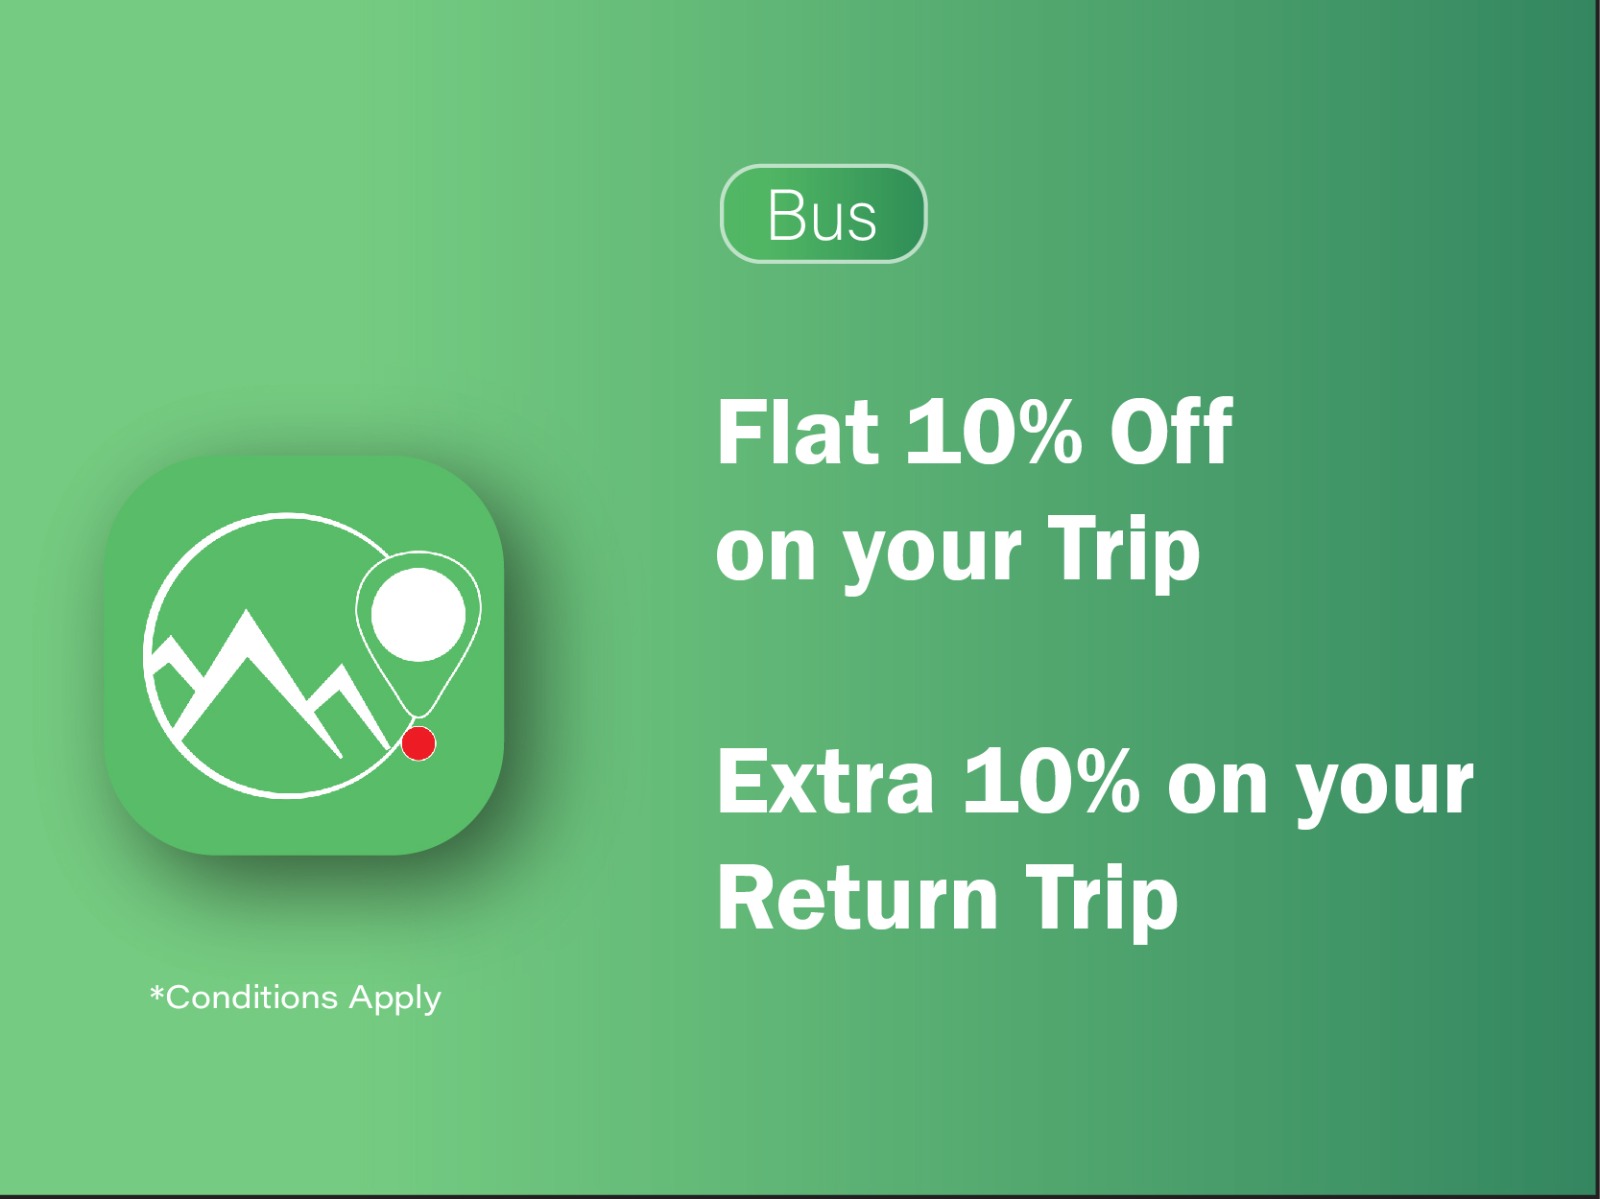 Bus
Flat 10% Off
on your Trip
Extra 10% on your
Return Trip
*Conditions Apply